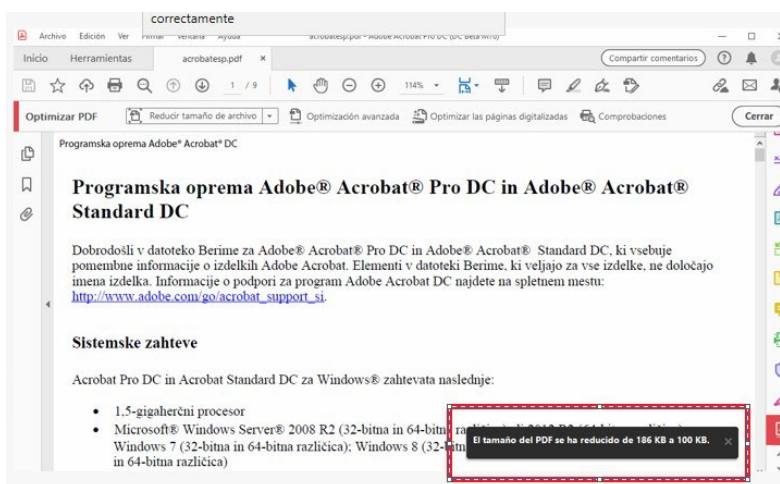 correctamente
acrobatesp.pdf - Adobe Acrobat Pro DC (DC Beta M10)
Archivo Edición Ver Firmar Ventana Ayuda
Inicio Herramientas acrobatesp.pdf × Compartir comentarios
1 / 9 114%
Optimizar PDF Reducir tamaño de archivo Optimización avanzada Optimizar las páginas digitalizadas Comprobaciones Cerrar
Programska oprema Adobe® Acrobat® DC
Programska oprema Adobe® Acrobat® Pro DC in Adobe® Acrobat®
Standard DC
Dobrodošli v datoteko Berime za Adobe® Acrobat® Pro DC in Adobe® Acrobat® Standard DC, ki vsebuje
pomembne informacije o izdelkih Adobe Acrobat. Elementi v datoteki Berime, ki veljajo za vse izdelke, ne določajo
imena izdelka. Informacije o podpori za program Adobe Acrobat DC najdete na spletnem mestu:
http://www.adobe.com/go/acrobat_support_si.
Sistemske zahteve
Acrobat Pro DC in Acrobat Standard DC za Windows® zahtevata naslednje:
• 1,5-gigaherčni procesor
• Microsoft® Windows Server® 2008 R2 (32-bitna in 64-bitna
Windows 7 (32-bitna in 64-bitna različica); Windows 8 (32-bitna
in 64-bitna različica)
El tamaño del PDF se ha reducido de 186 KB a 100 KB. ×